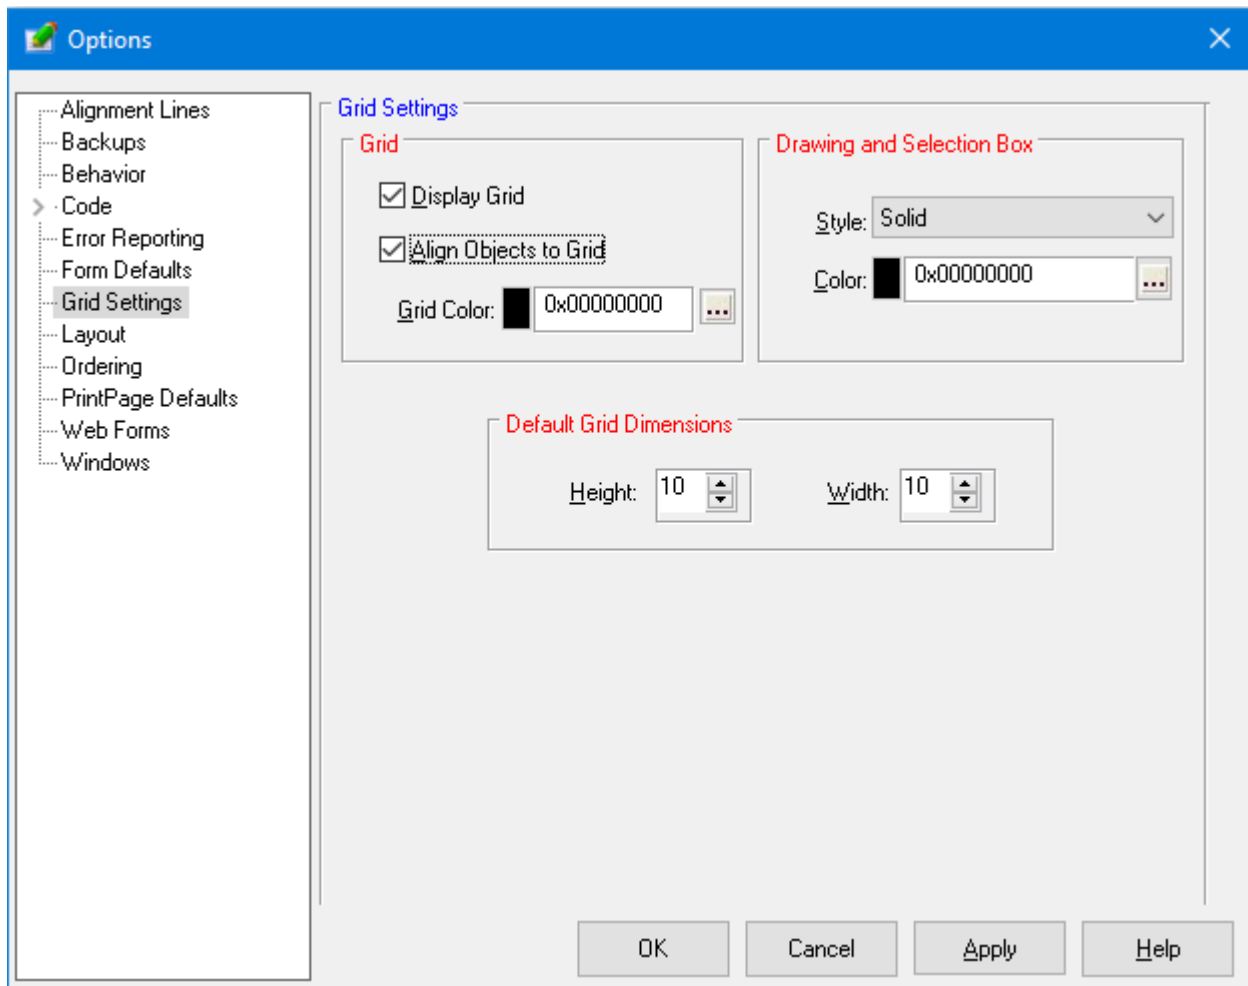 Options
Alignment Lines
Backups
Behavior
Code
Error Reporting
Form Defaults
Grid Settings
Layout
Ordering
PrintPage Defaults
Web Forms
Windows
Grid Settings
Grid
Display Grid
Align Objects to Grid
Grid Color: 0x00000000 ...
Drawing and Selection Box
Style: Solid
Color: 0x00000000 ...
Default Grid Dimensions
Height: 10 Width: 10
OK Cancel Apply Help